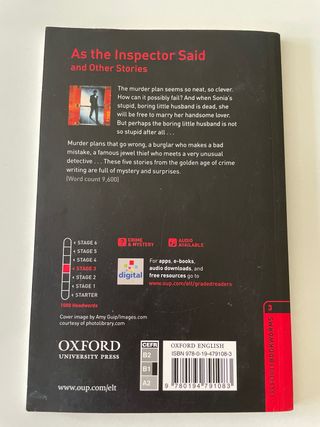 As the Inspector Said
and Other Stories
The murder plan seems so neat, so clever.
How can it possibly fail? And when Sonia's
stupid, boring little husband is dead, she
will be free to marry her handsome lover.
But perhaps the boring little husband is not
so stupid after all . . .
Murder plans that go wrong, a burglar who makes a bad
mistake, a famous jewel thief who meets a very unusual
detective . . . These five stories from the golden age of crime
writing are full of mystery and surprises.
(Word count 9,600)
STAGE 6
STAGE 5
STAGE 4
STAGE 3
STAGE 2
STAGE 1
STARTER
1000 Headwords
CRIME
& MYSTERY
AUDIO
AVAILABLE
digital
For apps, e-books,
audio downloads, and
free resources go to
www.oup.com/elt/gradedreaders
Cover image by Amy Guip/Images.com
courtesy of photolibrary.com
OXFORD
UNIVERSITY PRESS
www.oup.com/elt
CEFR
B2
B1
A2
OXFORD ENGLISH
ISBN 978-0-19-479108-3
9 780194 791083
3
BOOKWORMS